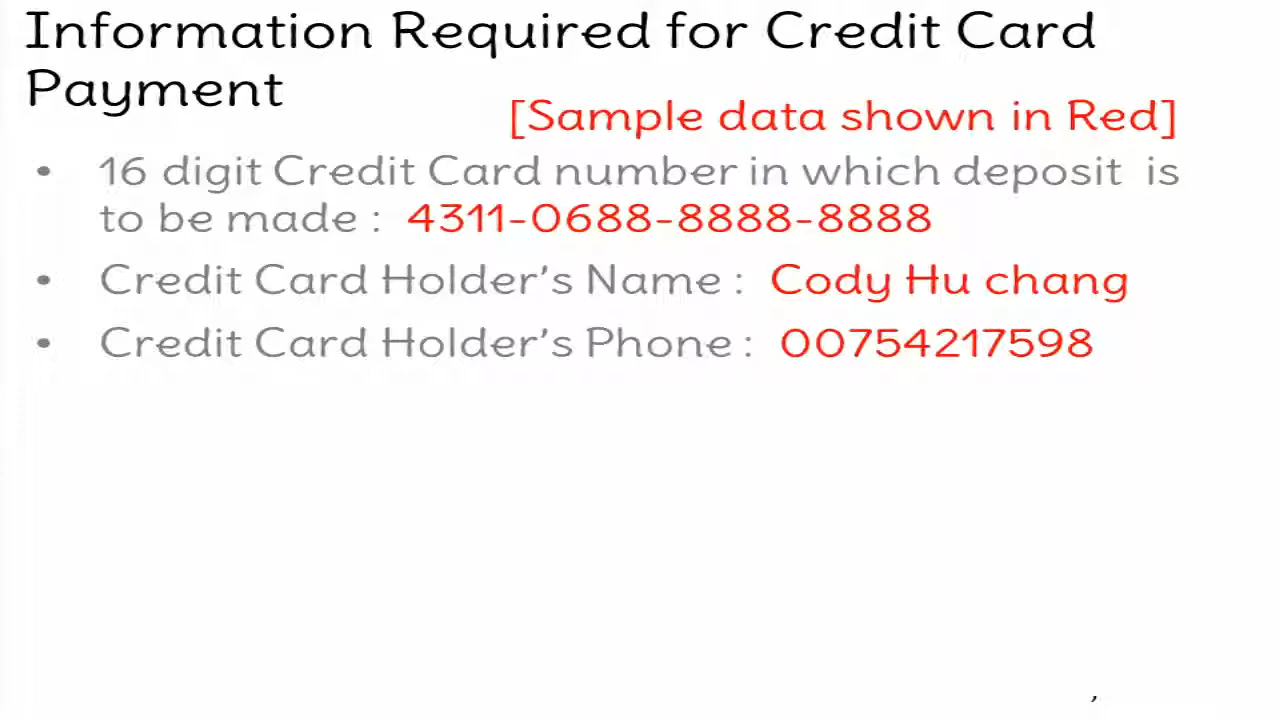 Information Required for Credit Card
Payment
[Sample data shown in Red]
• 16 digit Credit Card number in which deposit is
to be made : 4311-0688-8888-8888
• Credit Card Holder's Name : Cody Hu chang
• Credit Card Holder's Phone : 00754217598
,